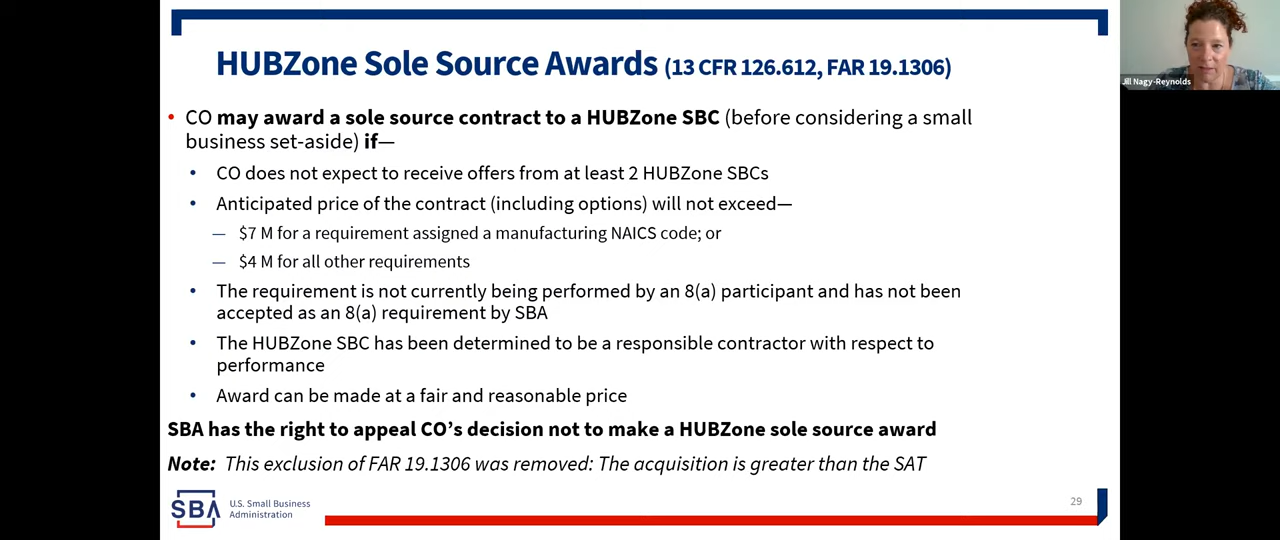 HUBZone Sole Source Awards (13 CFR 126.612, FAR 19.1306)
Jill Nagy-Reynolds
• CO may award a sole source contract to a HUBZone SBC (before considering a small
business set-aside) if—
• CO does not expect to receive offers from at least 2 HUBZone SBCs
• Anticipated price of the contract (including options) will not exceed—
— $7 M for a requirement assigned a manufacturing NAICS code; or
— $4 M for all other requirements
• The requirement is not currently being performed by an 8(a) participant and has not been
accepted as an 8(a) requirement by SBA
• The HUBZone SBC has been determined to be a responsible contractor with respect to
performance
• Award can be made at a fair and reasonable price
SBA has the right to appeal CO’s decision not to make a HUBZone sole source award
Note: This exclusion of FAR 19.1306 was removed: The acquisition is greater than the SAT
SBA
U.S. Small Business
Administration
29